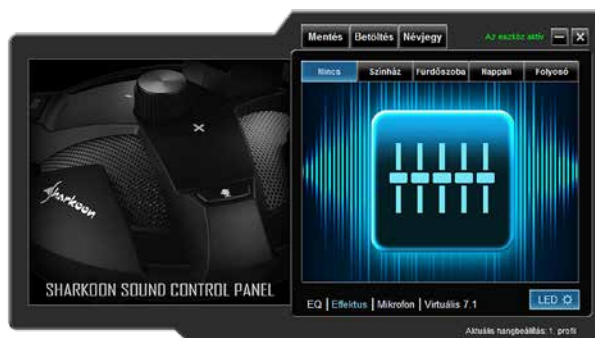 Mentés Betöltés Névjegy Az eszköz aktív
Nincs Színház Fürdőszoba Nappali Folyosó
Sharkoon
SHARKOON SOUND CONTROL PANEL
EQ | Effektus | Mikrofon | Virtuális 7.1
LED
Aktuális hangbeállítás: 1. profil